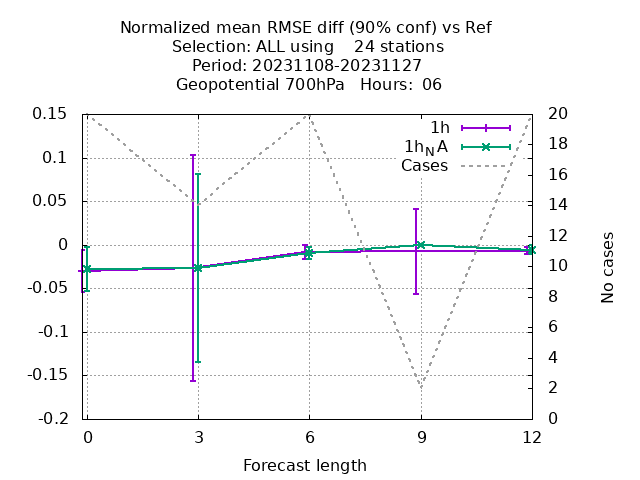 Normalized mean RMSE diff (90% conf) vs Ref
Selection: ALL using    24 stations
Period: 20231108-20231127
Geopotential 700hPa   Hours:  06
0.15
0.1
0.05
0
-0.05
-0.1
-0.15
-0.2
1h
1hNA
Cases
20
18
16
14
12
10
8
6
4
2
0
No cases
0 3 6 9 12
Forecast length